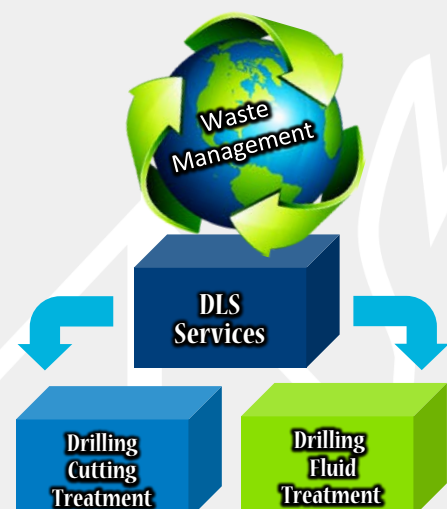 Waste
Management
DLS
Services
Drilling
Cutting
Treatment
Drilling
Fluid
Treatment